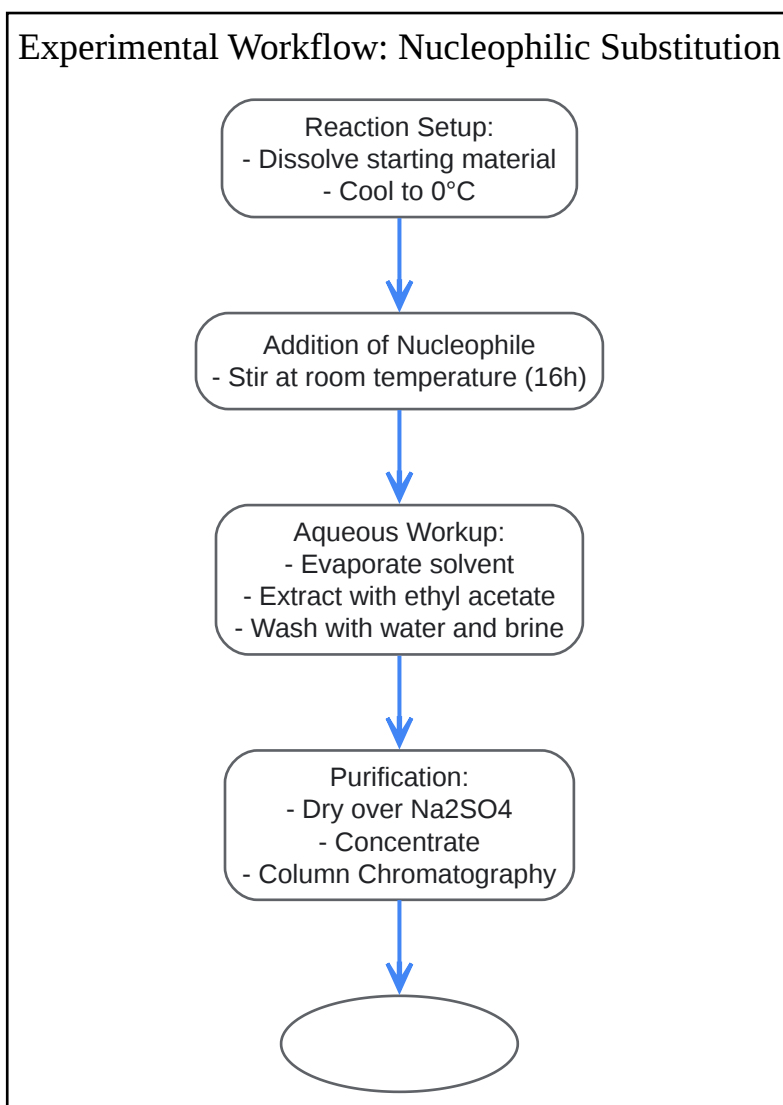 Experimental Workflow: Nucleophilic Substitution
Reaction Setup:
- Dissolve starting material
- Cool to 0°C
Addition of Nucleophile
- Stir at room temperature (16h)
Aqueous Workup:
- Evaporate solvent
- Extract with ethyl acetate
- Wash with water and brine
Purification:
- Dry over Na2SO4
- Concentrate
- Column Chromatography